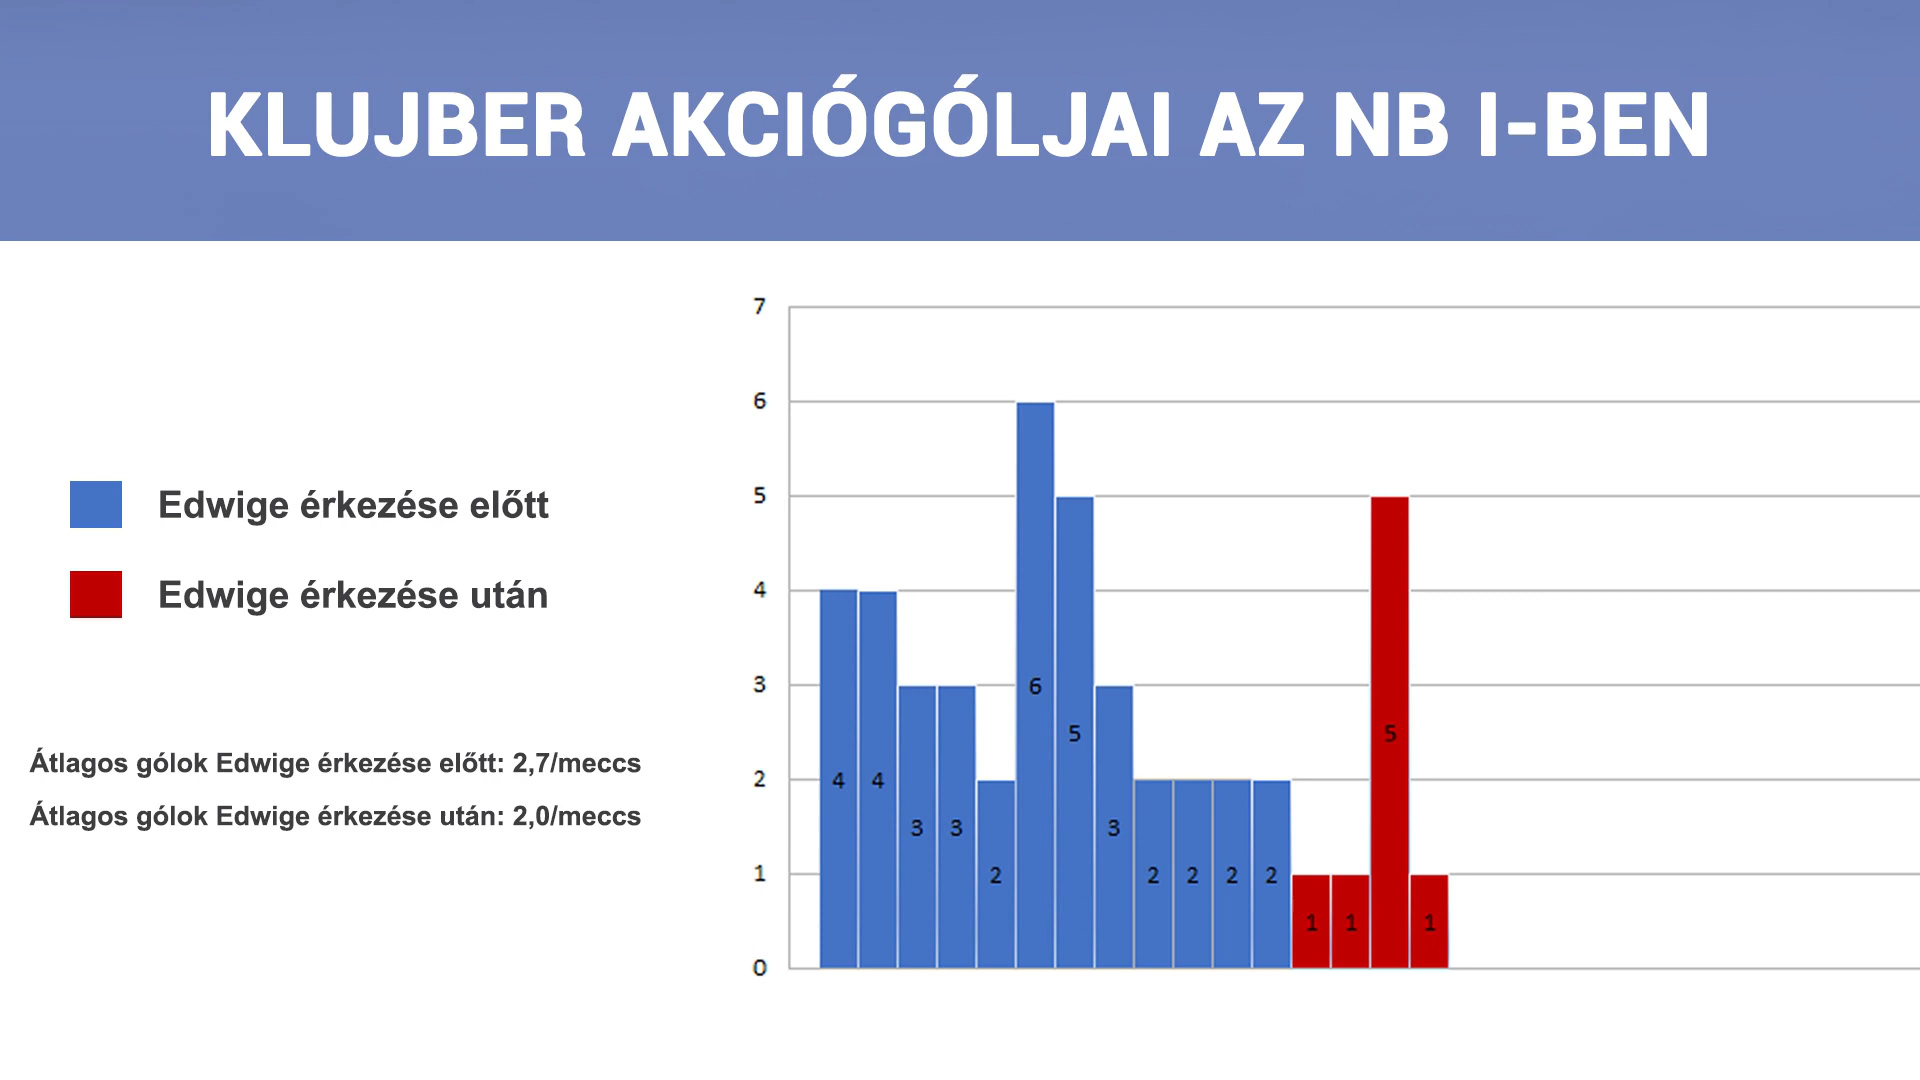 KLUJBER AKCIÓGÓLJAI AZ NB I-BEN
Edwige érkezése előtt
Edwige érkezése után
Átlagos gólok Edwige érkezése előtt: 2,7/meccs
Átlagos gólok Edwige érkezése után: 2,0/meccs
7
6
5
4
3
2
1
0
4 4 3 3 2 6 5 3 2 2 2 2 1 1 5 1